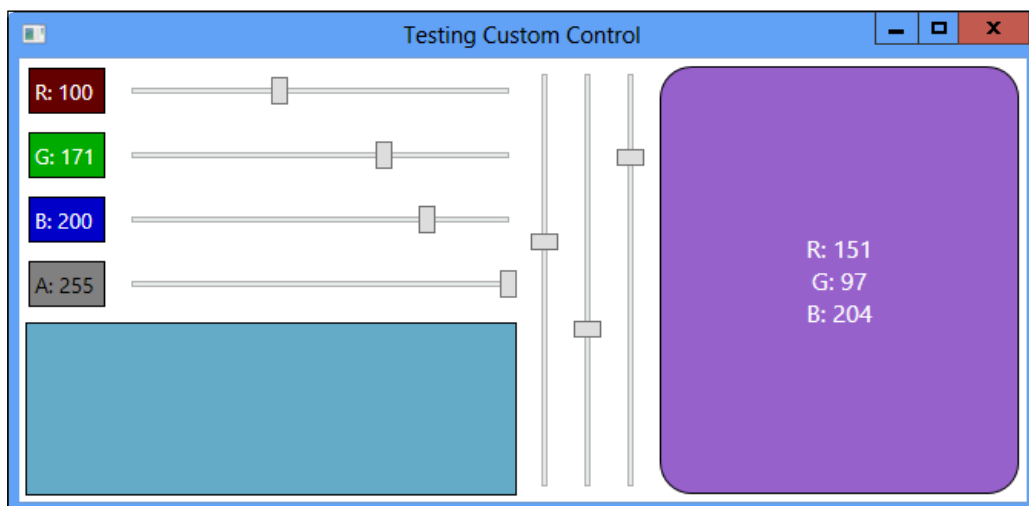 Testing Custom Control
R: 100
G: 171
B: 200
A: 255
R: 151
G: 97
B: 204